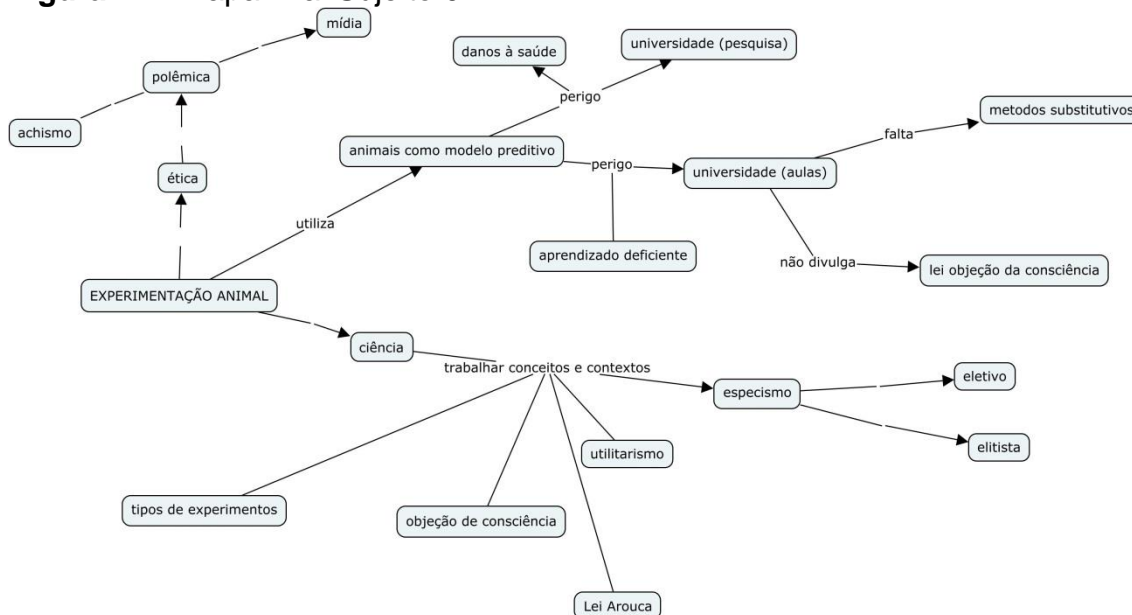 mídia
danos à saúde
universidade (pesquisa)
polêmica
perigo
metodos substitutivos
achismo
falta
animais como modelo preditivo
perigo
universidade (aulas)
ética
utiliza
aprendizado deficiente
não divulga
lei objeção da consciência
EXPERIMENTAÇÃO ANIMAL
ciência
trabalhar conceitos e contextos
especismo
eletivo
elitista
utilitarismo
tipos de experimentos
objeção de consciência
Lei Arouca